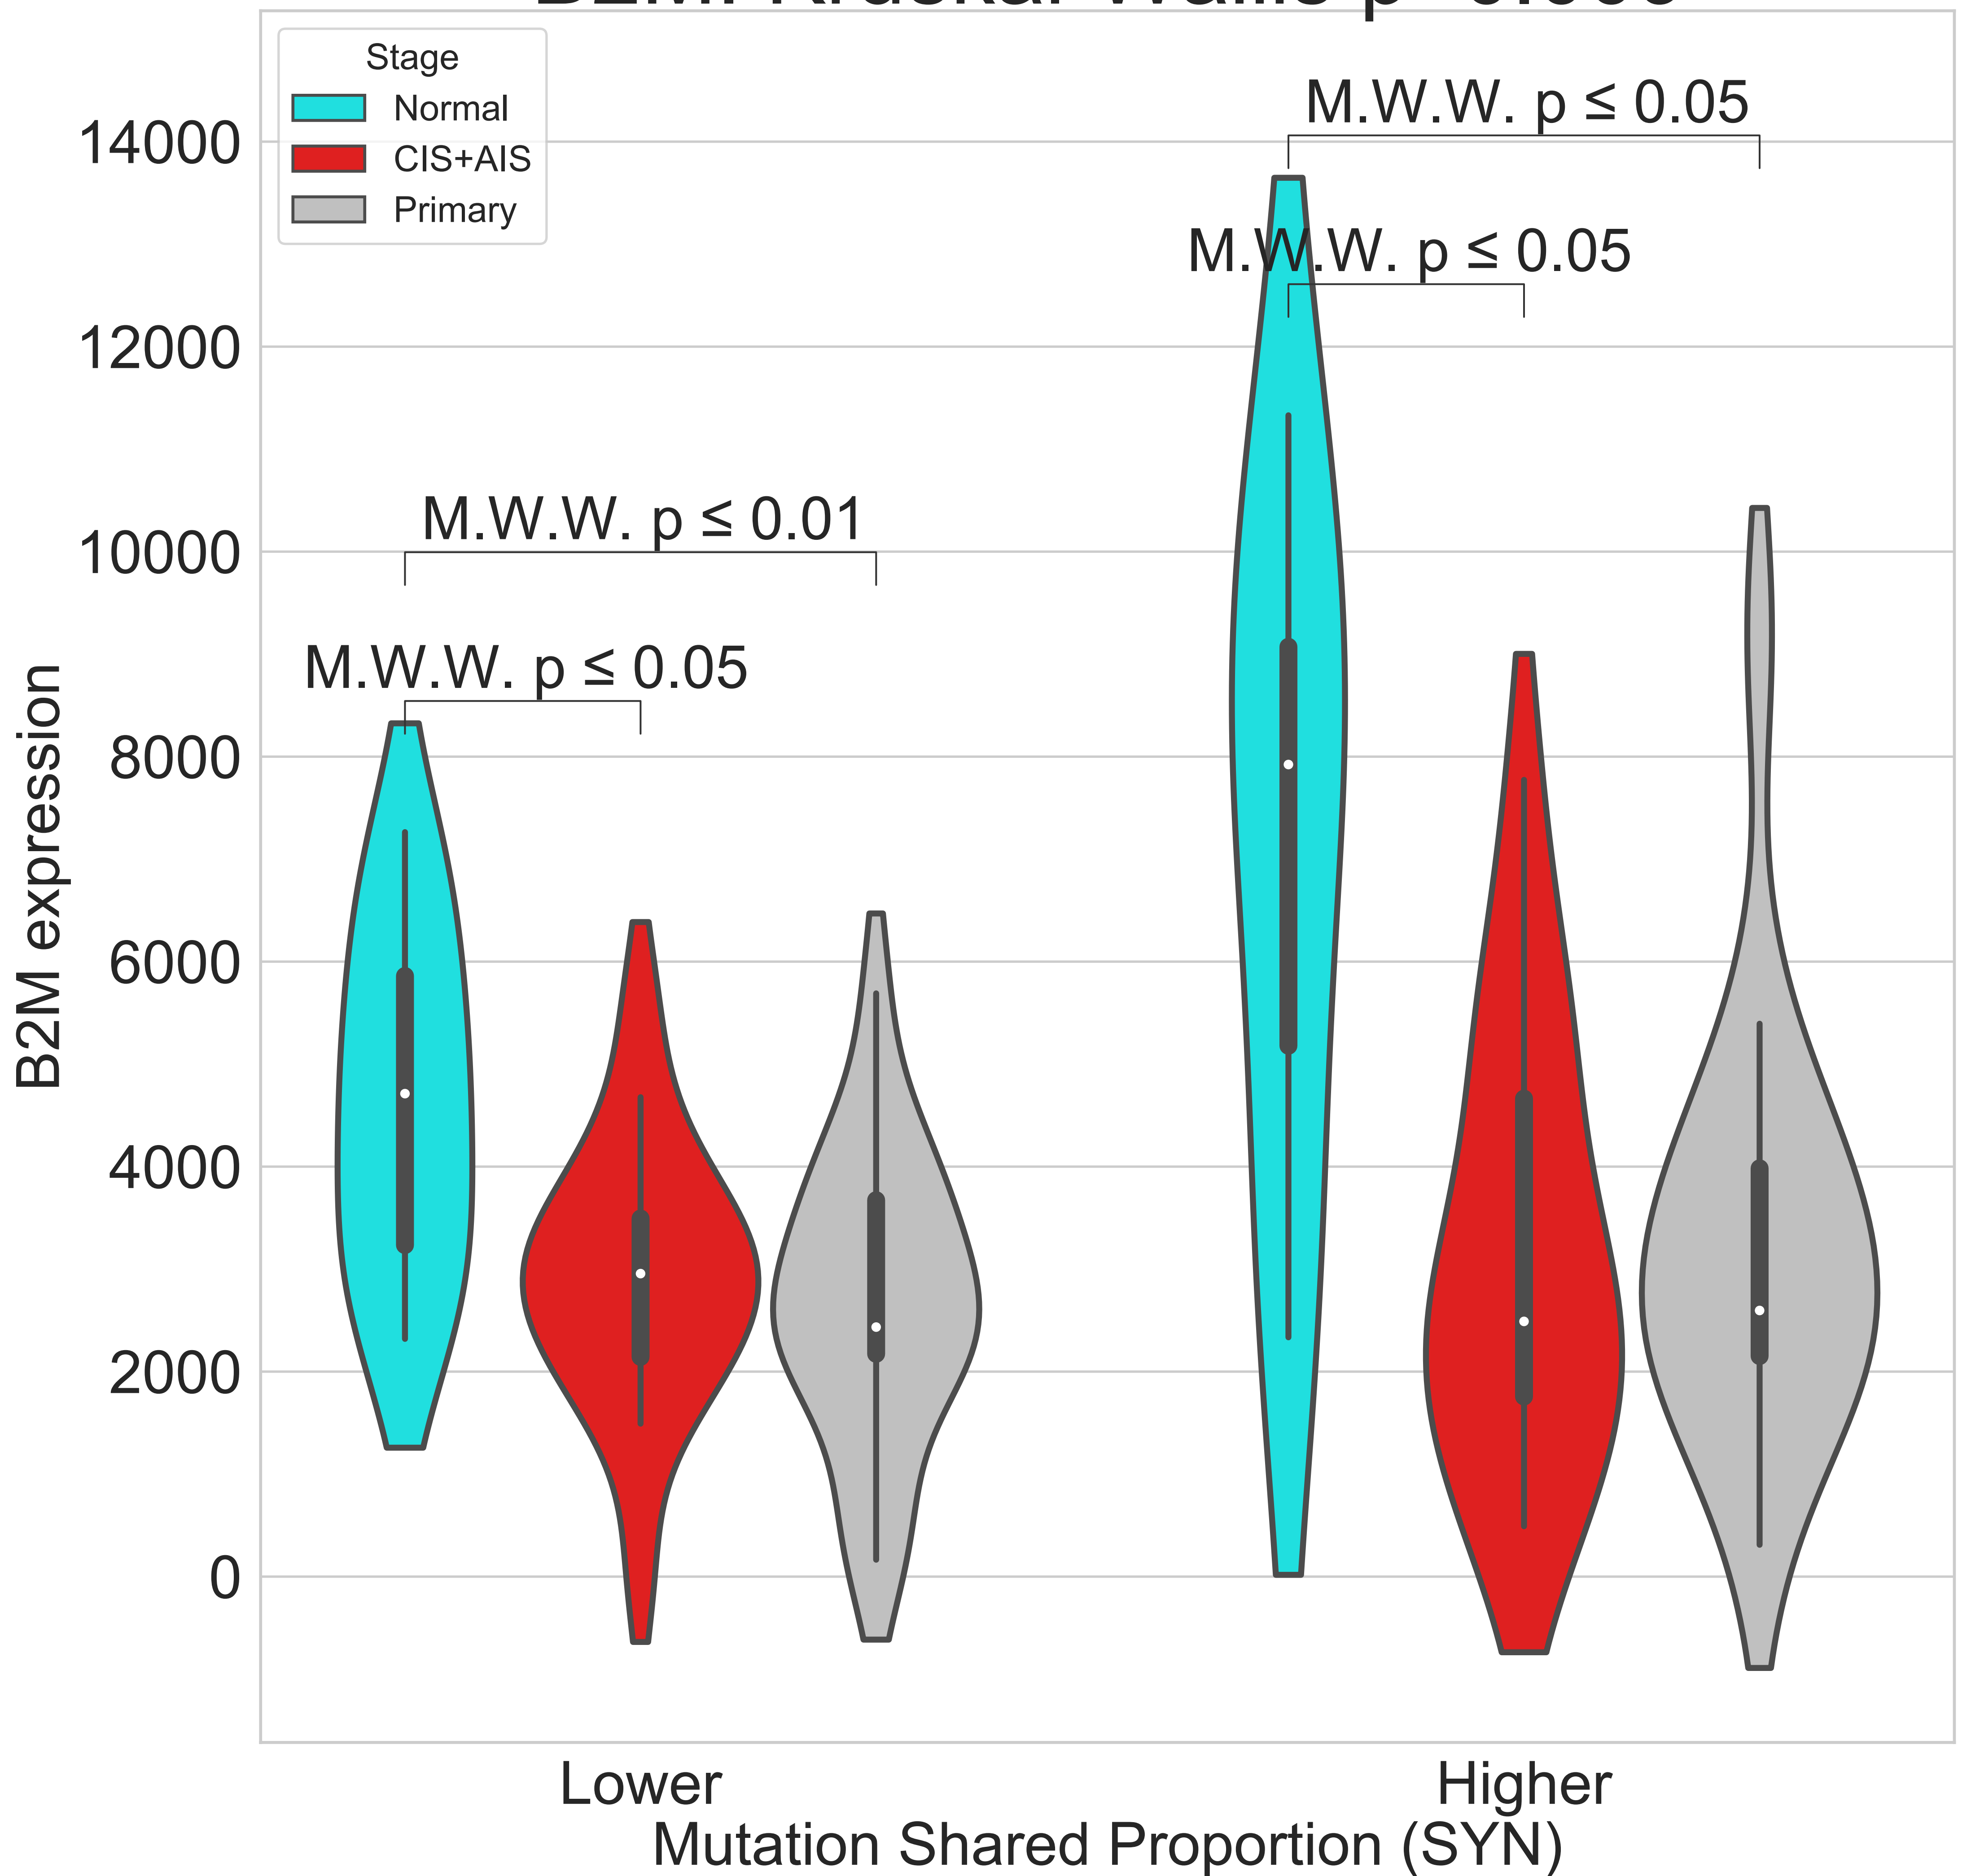 Stage
Normal
CIS+AIS
Primary
M.W.W. p ≤ 0.05
M.W.W. p ≤ 0.05
M.W.W. p ≤ 0.01
M.W.W. p ≤ 0.05
14000
12000
10000
8000
6000
4000
2000
0
B2M expression
Lower
Higher
Mutation Shared Proportion (SYN)